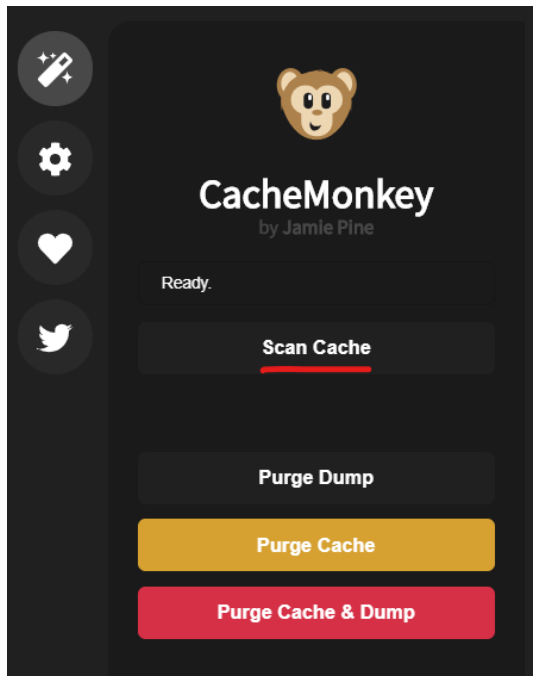 CacheMonkey
by Jamie Pine
Ready.
Scan Cache
Purge Dump
Purge Cache
Purge Cache & Dump